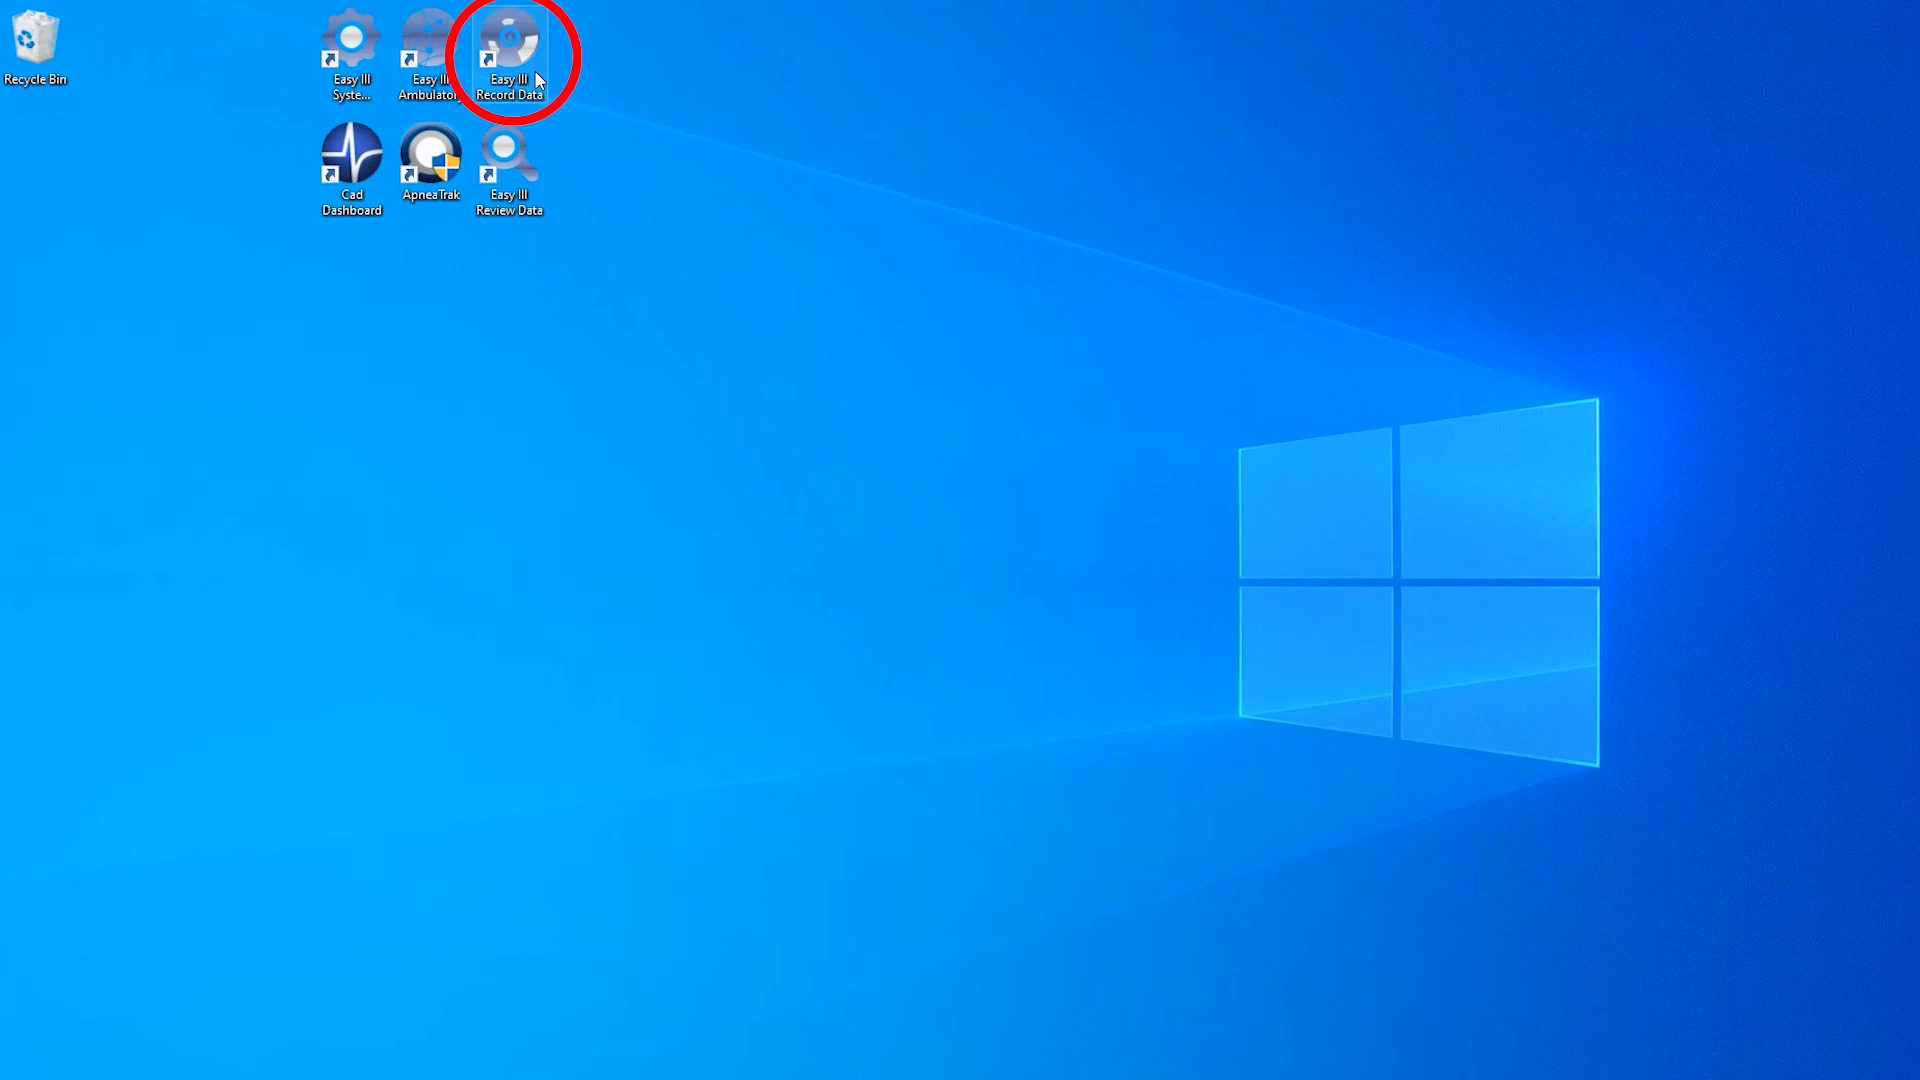 Recycle Bin
Easy III
Syste...
Easy III
Ambulator
Easy III
Record Data
Cad
Dashboard
ApneaTrak
Easy III
Review Data